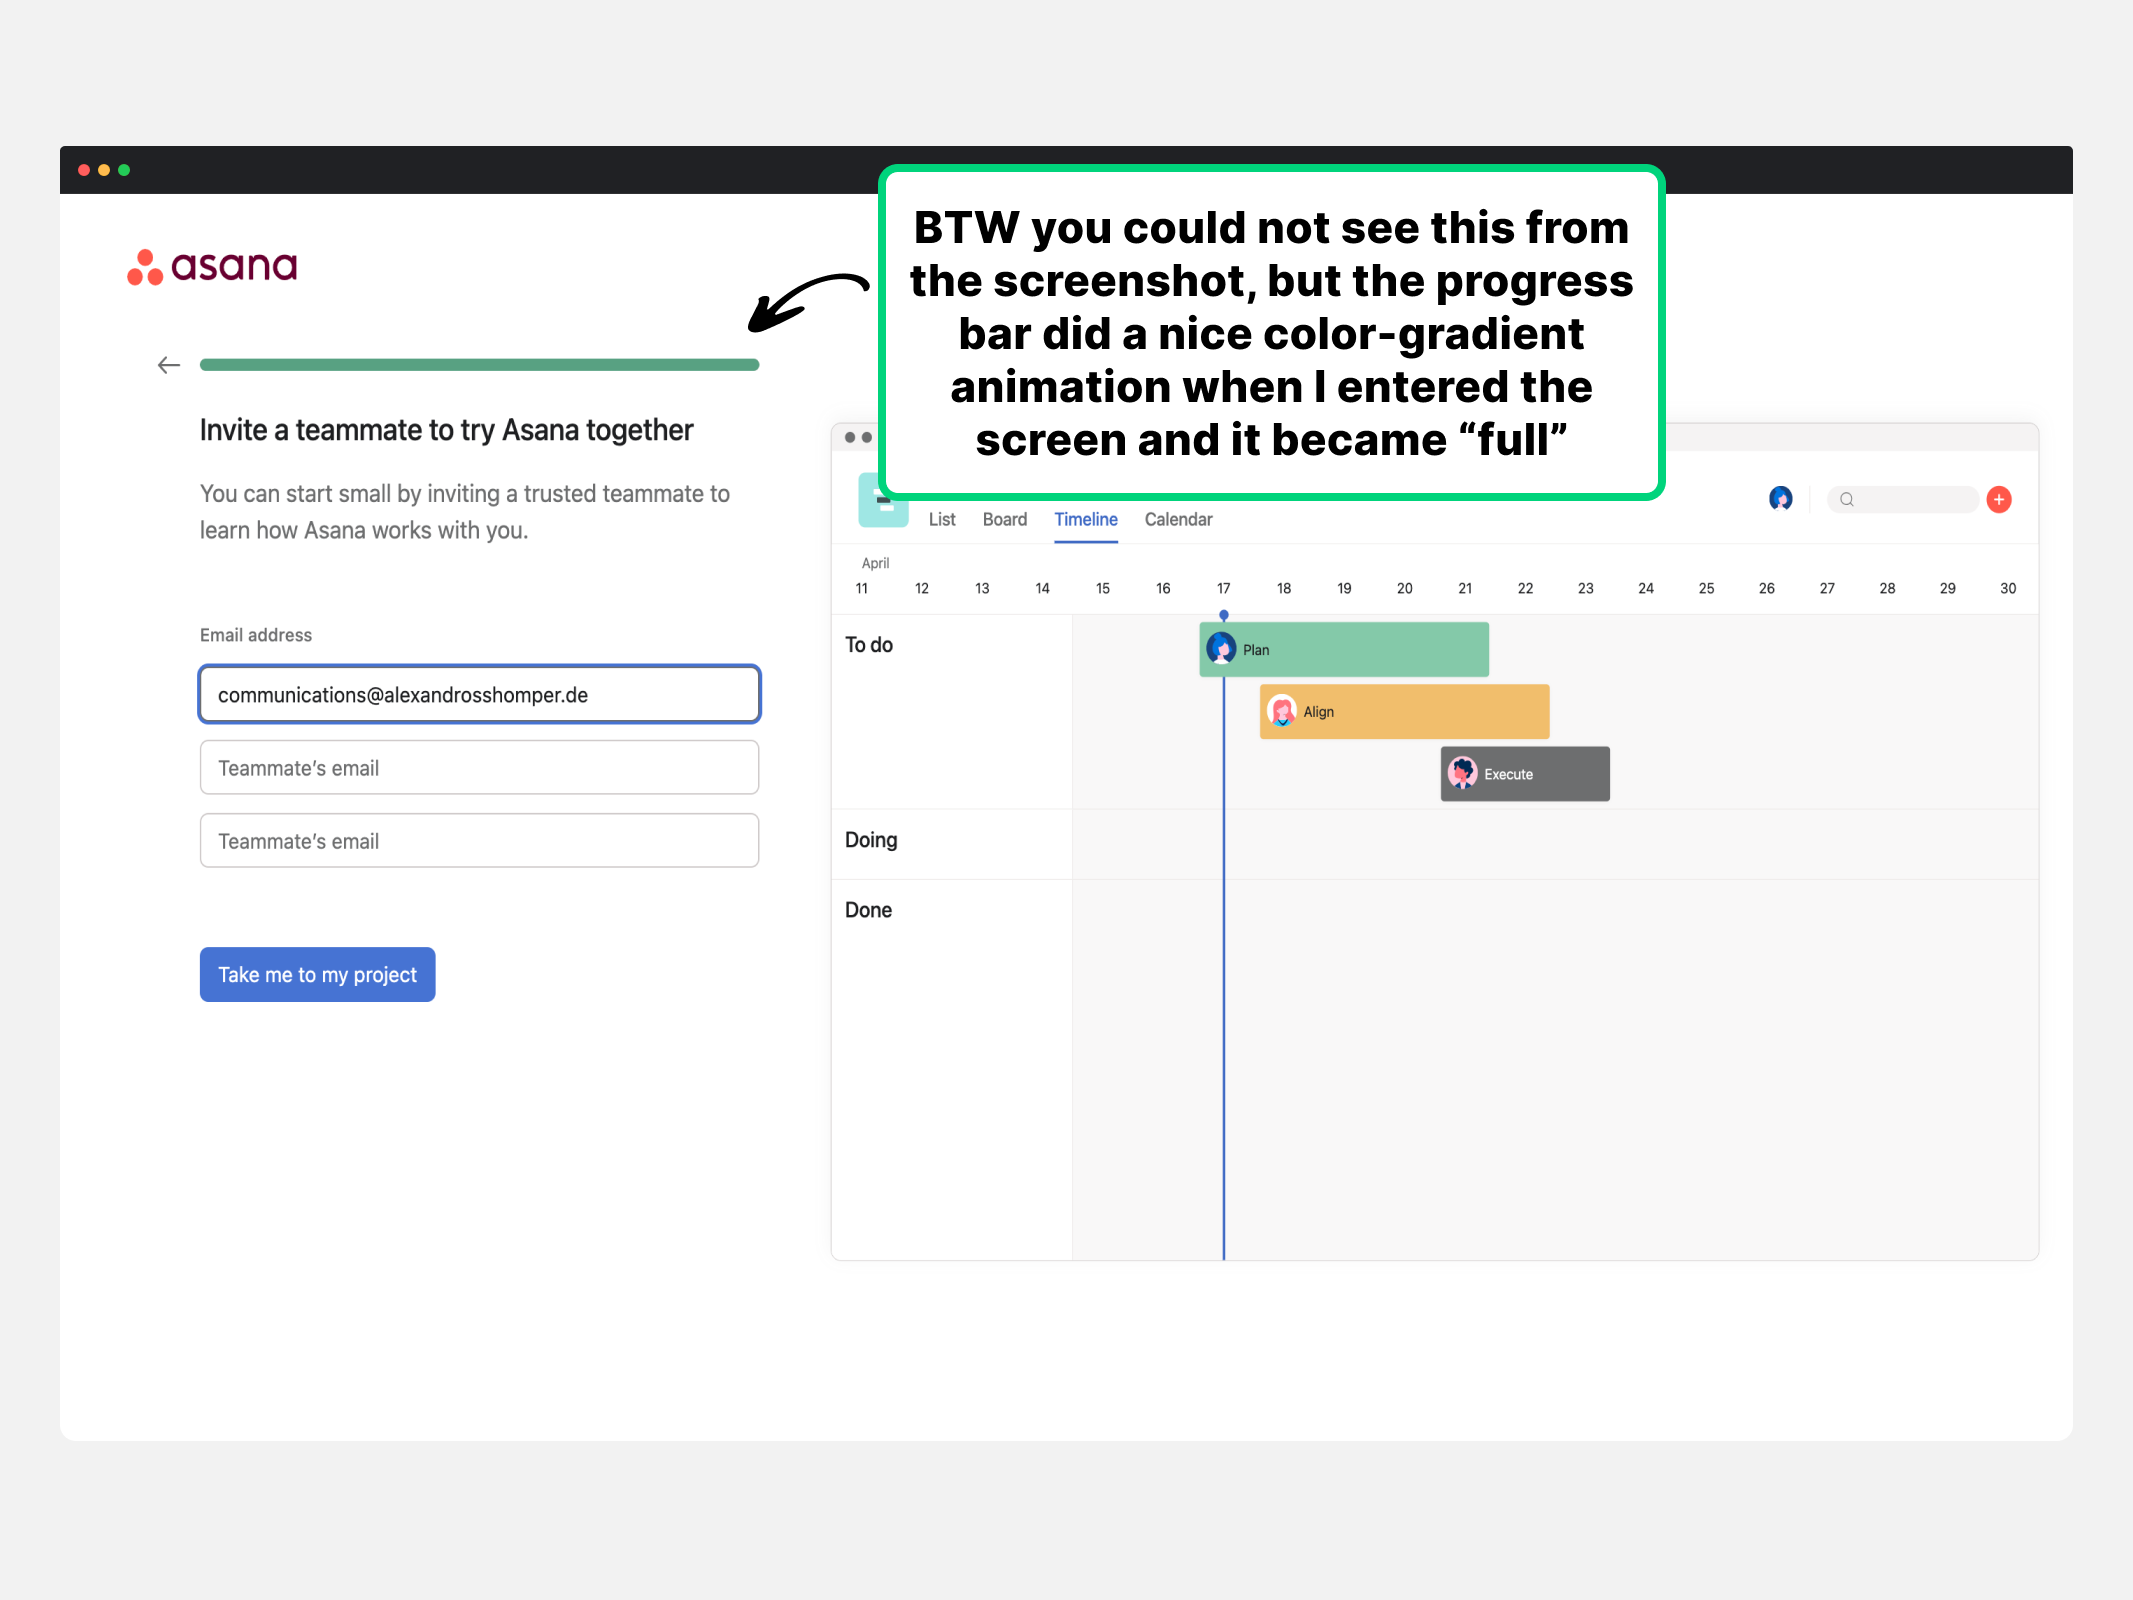 asana
BTW you could not see this from
the screenshot, but the progress
bar did a nice color-gradient
animation when I entered the
screen and it became “full”
Invite a teammate to try Asana together
You can start small by inviting a trusted teammate to
learn how Asana works with you.
Email address
communications@alexandrosshomper.de
Teammate’s email
Teammate’s email
Take me to my project
List Board Timeline Calendar
April
11 12 13 14 15 16 17 18 19 20 21 22 23 24 25 26 27 28 29 30
To do
Plan
Align
Execute
Doing
Done